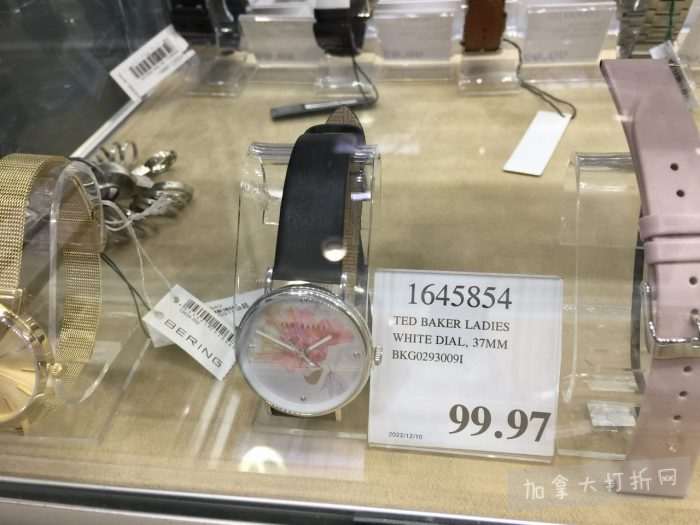 1645854
TED BAKER LADIES
WHITE DIAL, 37MM
BKG0293009I
99.97
2022/12/10
BERING
加拿大打折网